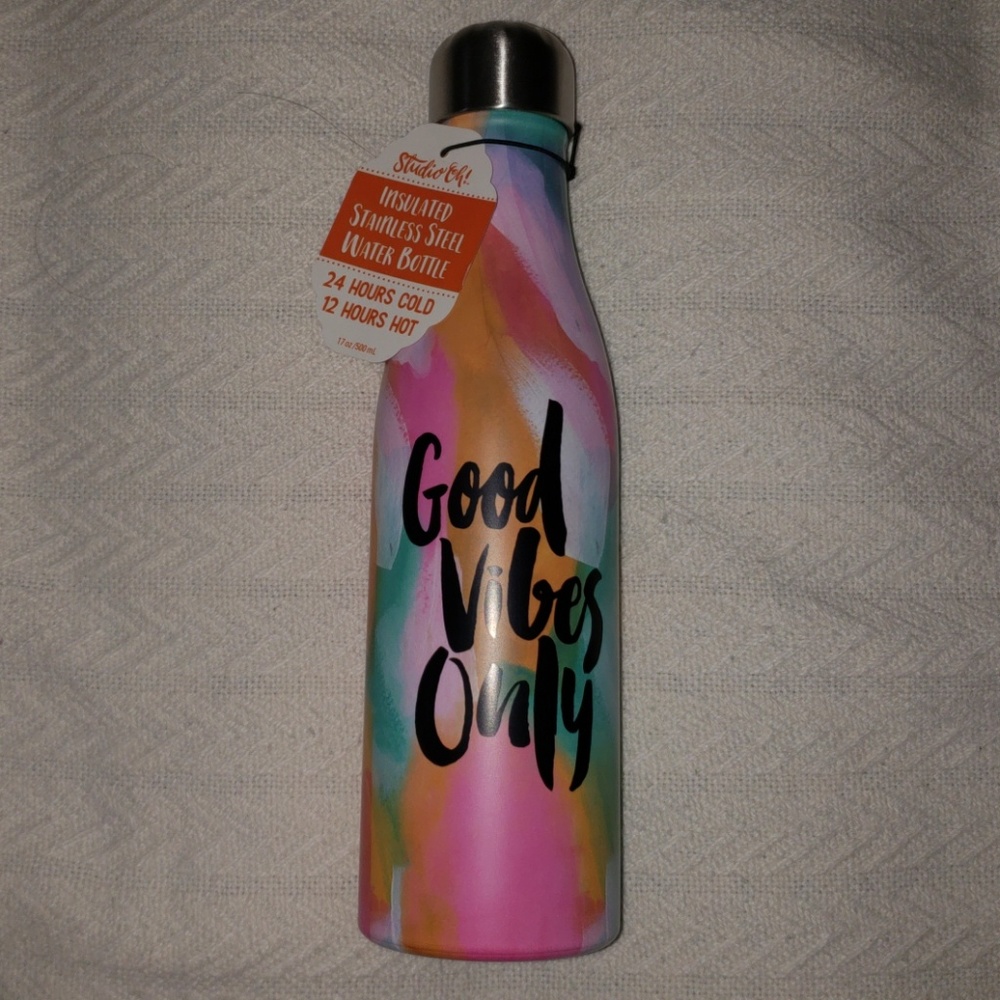 Studio Oh!
INSULATED
STAINLESS STEEL
WATER BOTTLE
24 HOURS COLD
12 HOURS HOT
17 oz/500 mL
Good
Vibes
Only